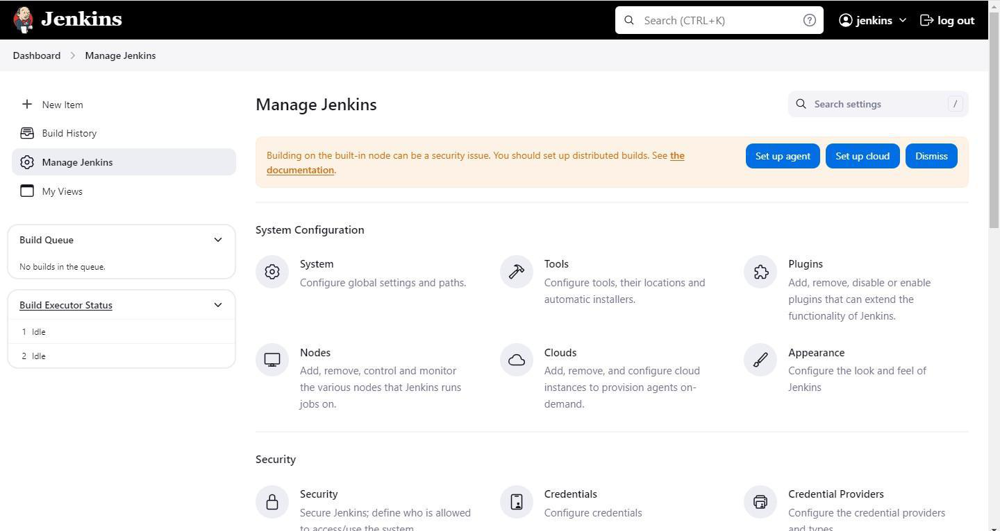 Jenkins
Search (CTRL+K)
jenkins
log out
Dashboard
Manage Jenkins
New Item
Build History
Manage Jenkins
My Views
Build Queue
No builds in the queue.
Build Executor Status
1 Idle
2 Idle
Manage Jenkins
Search settings /
Building on the built-in node can be a security issue. You should set up distributed builds. See the
documentation.
Set up agent
Set up cloud
Dismiss
System Configuration
System
Configure global settings and paths.
Tools
Configure tools, their locations and
automatic installers.
Plugins
Add, remove, disable or enable
plugins that can extend the
functionality of Jenkins.
Nodes
Add, remove, control and monitor
the various nodes that Jenkins runs
jobs on.
Clouds
Add, remove, and configure cloud
instances to provision agents on-
demand.
Appearance
Configure the look and feel of
Jenkins
Security
Security
Secure Jenkins; define who is allowed
to access/use the system.
Credentials
Configure credentials
Credential Providers
Configure the credential providers
and types